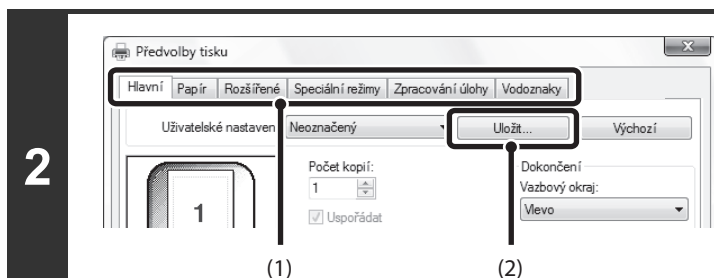 2
Předvolby tisku
Hlavní Papír Rozšířené Speciální režimy Zpracování úlohy Vodoznaky
Uživatelské nastaven Neoznačený Uložit... Výchozí
Počet kopií: Dokončení
1 Vazbový okraj:
1 Uspořádat Vlevo
(1) (2)